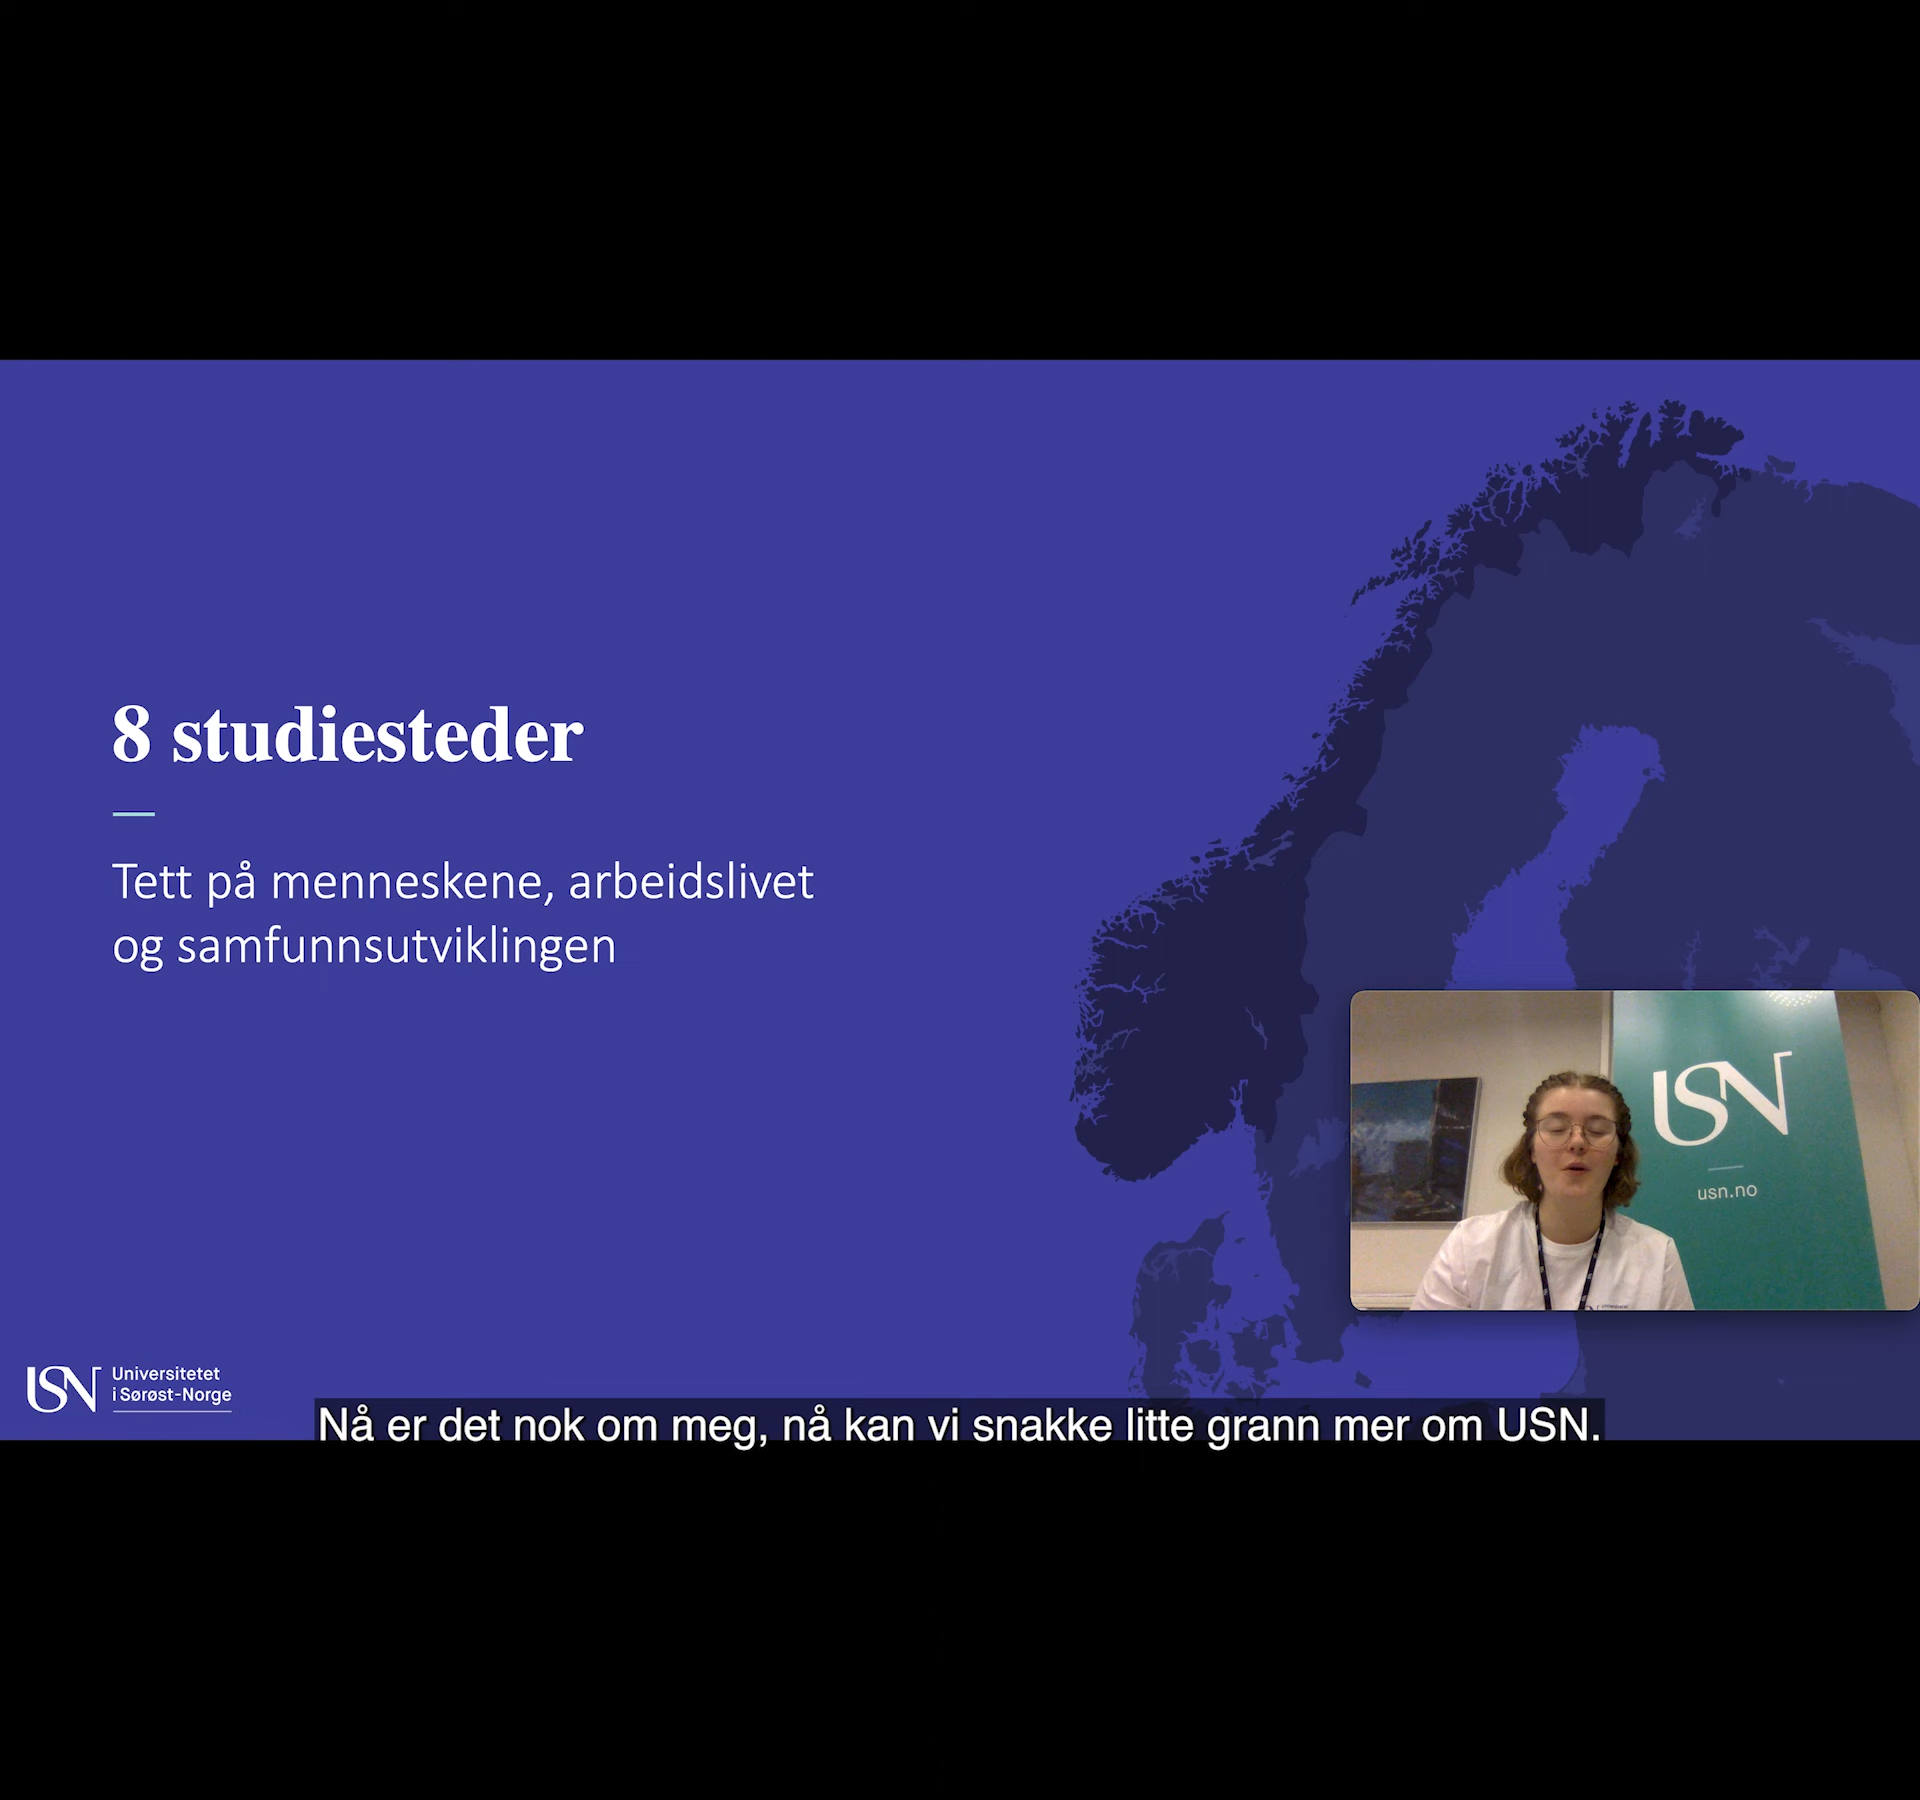 8 studiesteder
Tett på menneskene, arbeidslivet
og samfunnsutviklingen
USN
usn.no
USN Universitetet
i Sørøst-Norge
Nå er det nok om meg, nå kan vi snakke litte grann mer om USN.